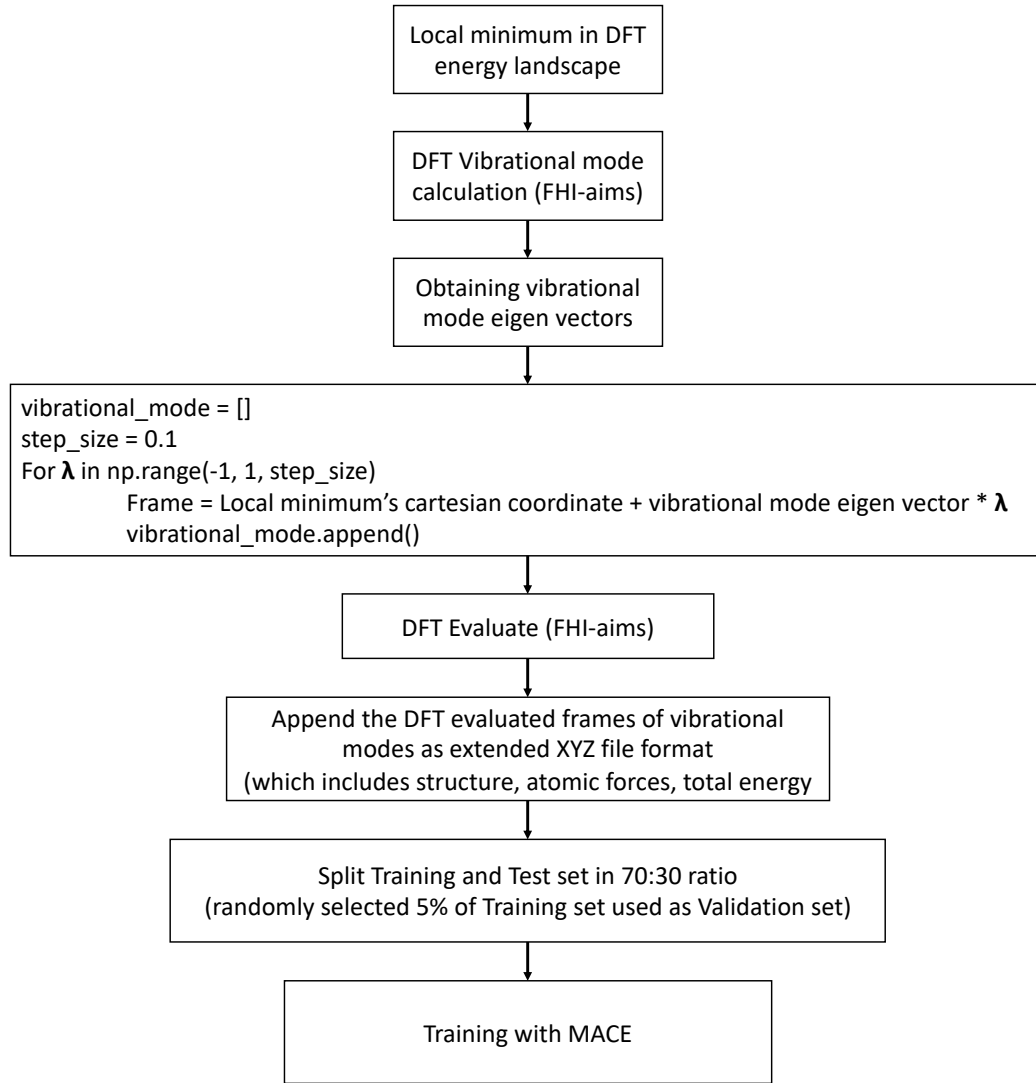 Local minimum in DFT
energy landscape
DFT Vibrational mode
calculation (FHI-aims)
Obtaining vibrational
mode eigen vectors
vibrational_mode = []
step_size = 0.1
For λ in np.range(-1, 1, step_size)
Frame = Local minimum's cartesian coordinate + vibrational mode eigen vector * λ
vibrational_mode.append()
DFT Evaluate (FHI-aims)
Append the DFT evaluated frames of vibrational
modes as extended XYZ file format
(which includes structure, atomic forces, total energy
Split Training and Test set in 70:30 ratio
(randomly selected 5% of Training set used as Validation set)
Training with MACE